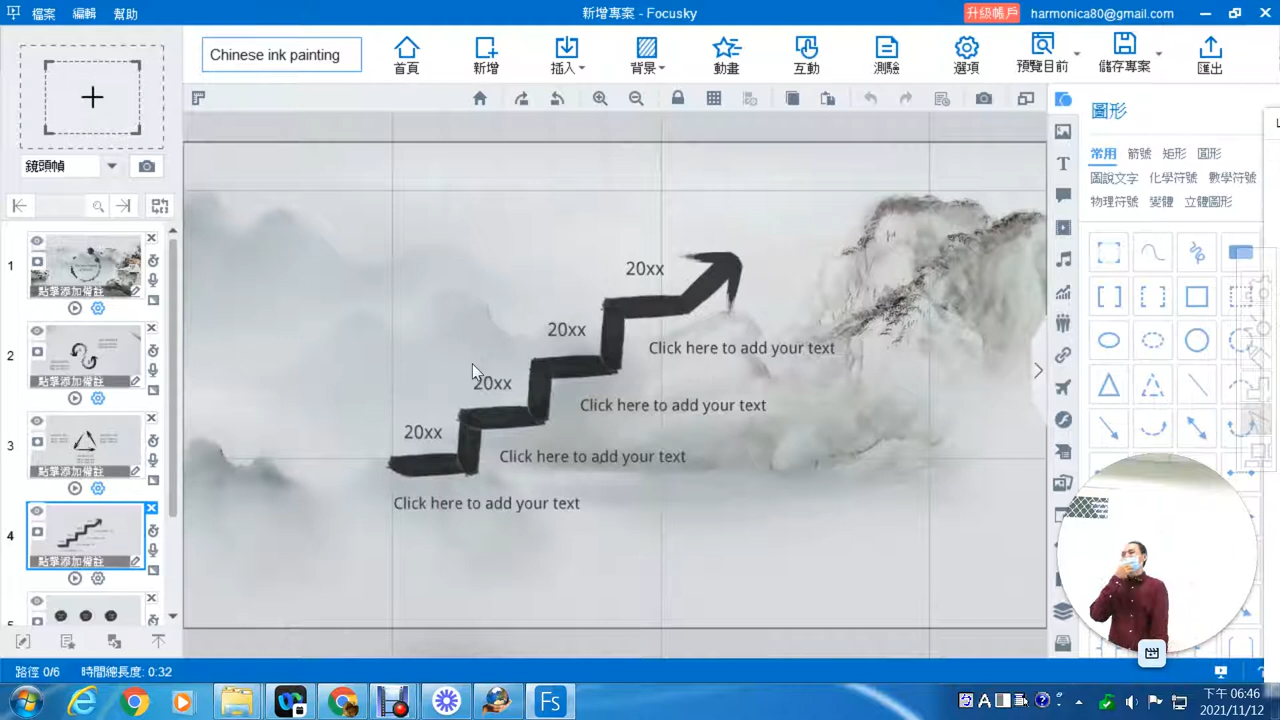 檔案 編輯 幫助
新增專案 - Focusky
升級帳戶
harmonica80@gmail.com
Chinese ink painting
首頁
新增
插入
背景
動畫
互動
測驗
選項
預覽目前
儲存專案
匯出
鏡頭幀
1
點擊添加備註
2
點擊添加備註
3
點擊添加備註
4
點擊添加備註
20xx
20xx
20xx
20xx
Click here to add your text
Click here to add your text
Click here to add your text
Click here to add your text
圖形
常用 箭號 矩形 圓形
圖說文字 化學符號 數學符號
物理符號 變體 立體圖形
路徑 0/6 時間總長度: 0:32
Fs
下午 06:46
2021/11/12